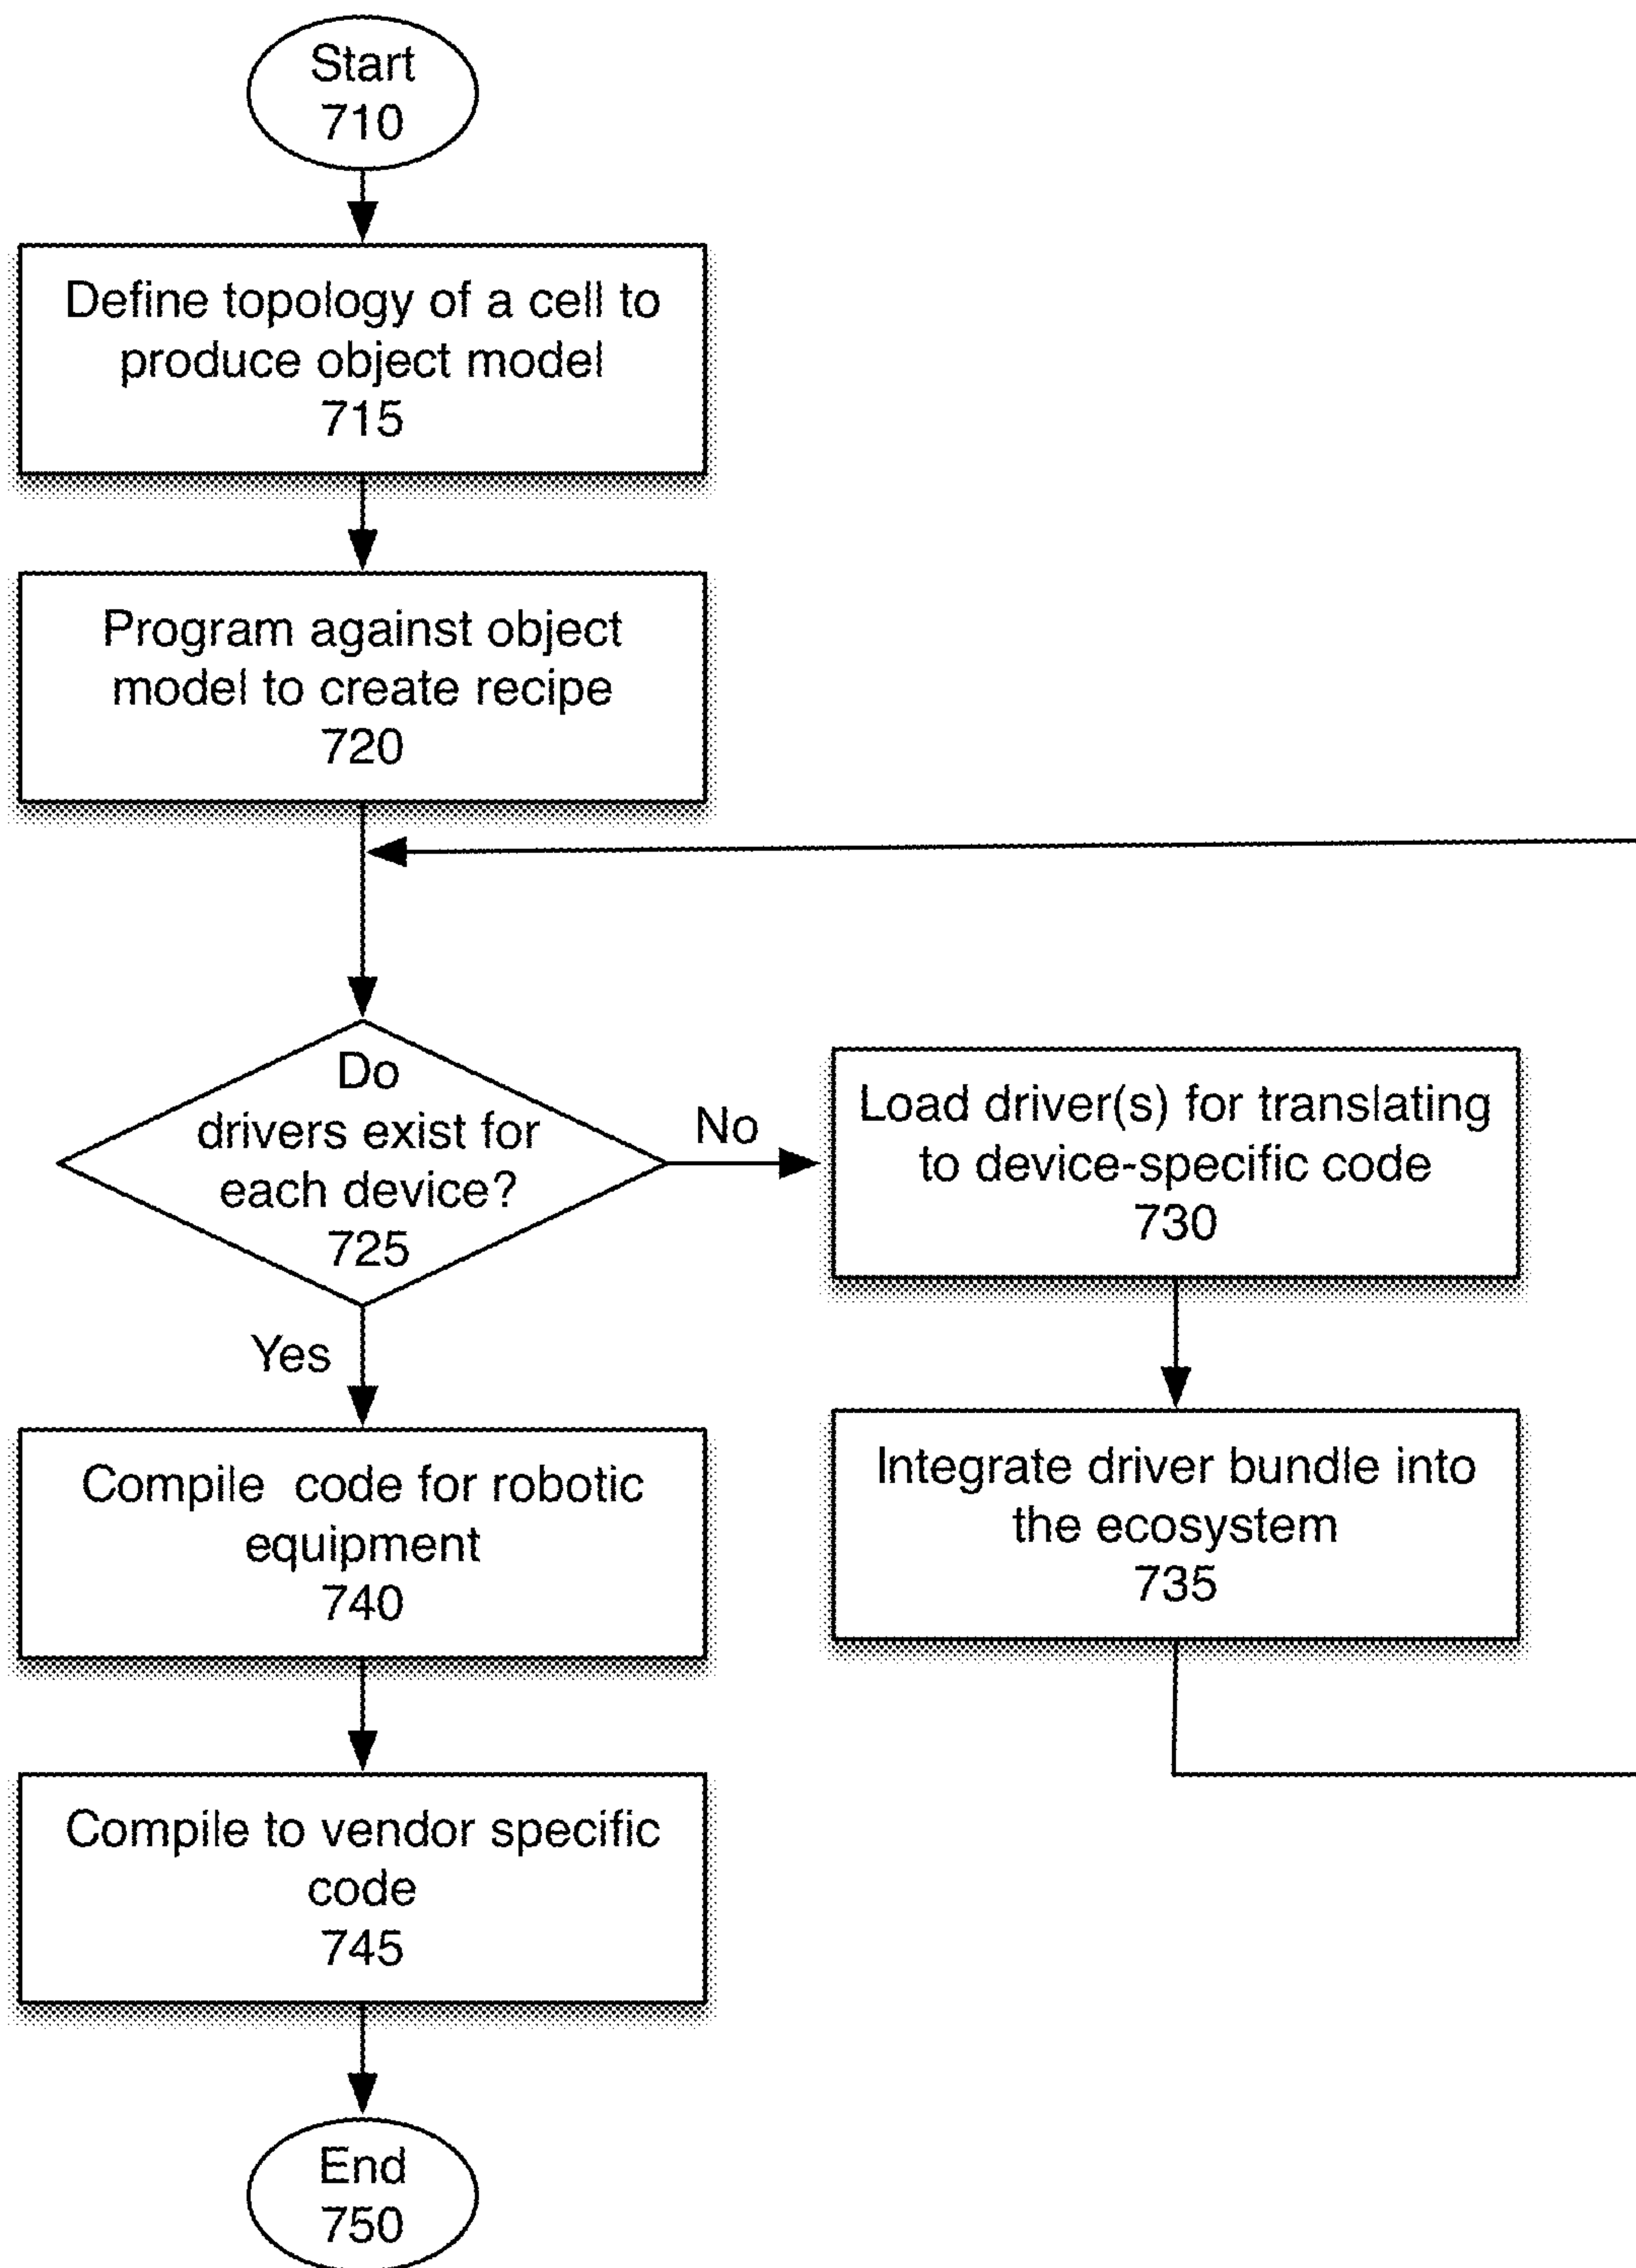 Start
710
Define topology of a cell to
produce object model
715
Program against object
model to create recipe
720
Do
drivers exist for
each device?
725
No
Load driver(s) for translating
to device-specific code
730
Integrate driver bundle into
the ecosystem
735
Yes
Compile code for robotic
equipment
740
Compile to vendor specific
code
745
End
750